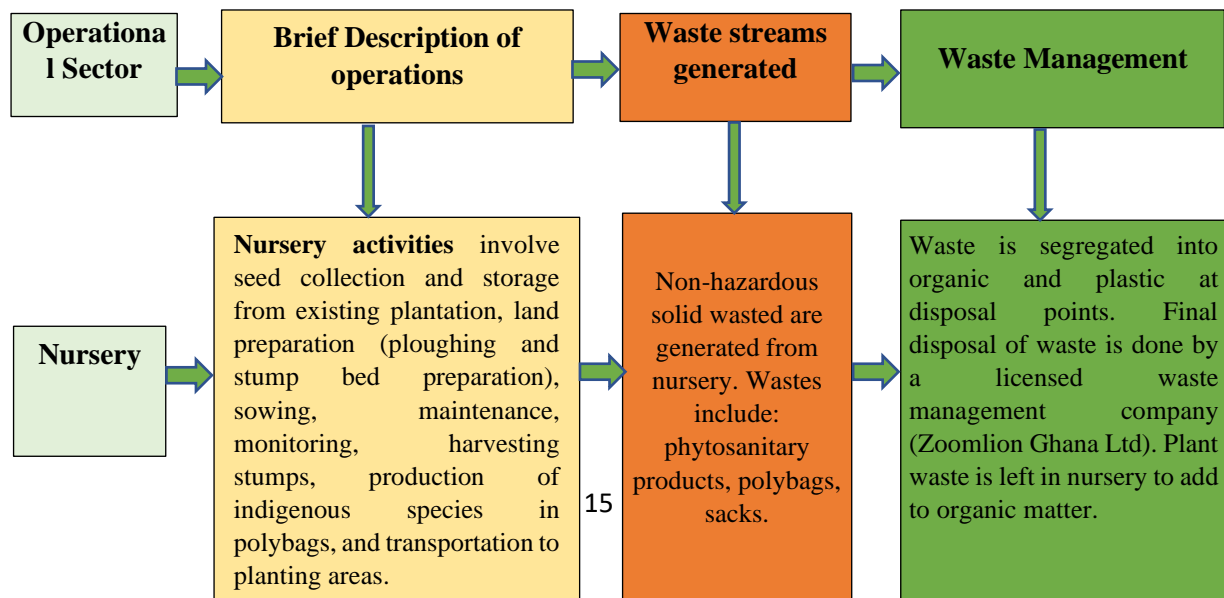 Operationa
l Sector
Brief Description of
operations
Waste streams
generated
Waste Management
Nursery
Nursery activities involve
seed collection and storage
from existing plantation, land
preparation (ploughing and
stump bed preparation),
sowing, maintenance,
monitoring, harvesting
stumps, production of
indigenous species in
polybags, and transportation to
planting areas.
15
Non-hazardous
solid wasted are
generated from
nursery. Wastes
include:
phytosanitary
products, polybags,
sacks.
Waste is segregated into
organic and plastic at
disposal points. Final
disposal of waste is done by
a licensed waste
management company
(Zoomlion Ghana Ltd). Plant
waste is left in nursery to add
to organic matter.